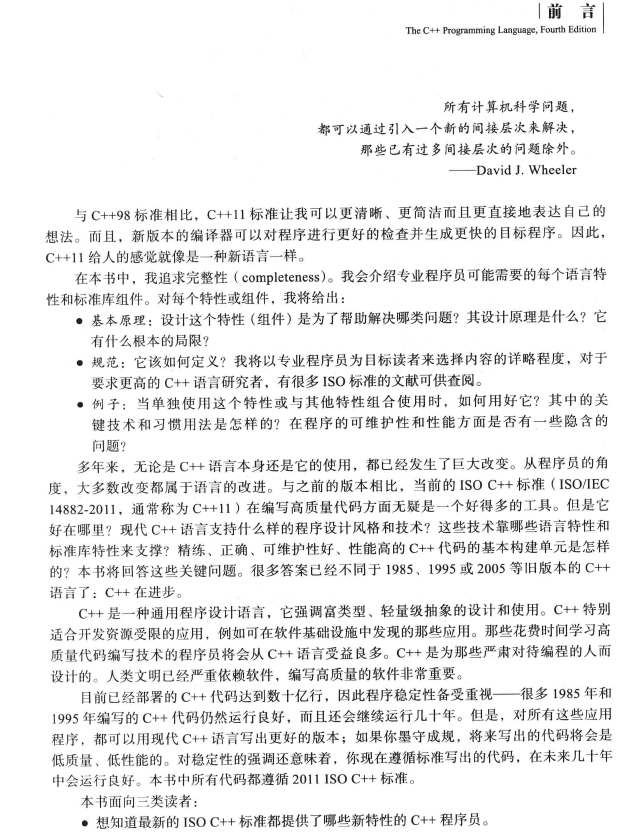 前 言
The C++ Programming Language, Fourth Edition
所有计算机科学问题，
都可以通过引入一个新的间接层次来解决，
那些已有过多间接层次的问题除外。
——David J. Wheeler
与 C++98 标准相比，C++11 标准让我可以更清晰、更简洁而且更直接地表达自己的
想法。而且，新版本的编译器可以对程序进行更好的检查并生成更快的目标程序。因此，
C++11 给人的感觉就像是一种新语言一样。
在本书中，我追求完整性（completeness）。我会介绍专业程序员可能需要的每个语言特
性和标准库组件。对每个特性或组件，我将给出：
● 基本原理：设计这个特性（组件）是为了帮助解决哪类问题？其设计原理是什么？它
有什么根本的局限？
● 规范：它该如何定义？我将以专业程序员为目标读者来选择内容的详略程度，对于
要求更高的 C++ 语言研究者，有很多 ISO 标准的文献可供查阅。
● 例子：当单独使用这个特性或与其他特性组合使用时，如何用好它？其中的关
键技术和习惯用法是怎样的？在程序的可维护性和性能方面是否有一些隐含的
问题？
多年来，无论是 C++ 语言本身还是它的使用，都已经发生了巨大改变。从程序员的角
度，大多数改变都属于语言的改进。与之前的版本相比，当前的 ISO C++ 标准（ISO/IEC
14882-2011，通常称为 C++11）在编写高质量代码方面无疑是一个好得多的工具。但是它
好在哪里？现代 C++ 语言支持什么样的程序设计风格和技术？这些技术靠哪些语言特性和
标准库特性来支撑？精练、正确、可维护性好、性能高的 C++ 代码的基本构建单元是怎样
的？本书将回答这些关键问题。很多答案已经不同于 1985、1995 或 2005 等旧版本的 C++
语言了：C++ 在进步。
C++ 是一种通用程序设计语言，它强调富类型、轻量级抽象的设计和使用。C++ 特别
适合开发资源受限的应用，例如可在软件基础设施中发现的那些应用。那些花费时间学习高
质量代码编写技术的程序员将会从 C++ 语言受益良多。C++ 是为那些严肃对待编程的人而
设计的。人类文明已经严重依赖软件，编写高质量的软件非常重要。
目前已经部署的 C++ 代码达到数十亿行，因此程序稳定性备受重视——很多 1985 年和
1995 年编写的 C++ 代码仍然运行良好，而且还会继续运行几十年。但是，对所有这些应用
程序，都可以用现代 C++ 语言写出更好的版本；如果你墨守成规，将来写出的代码将会是
低质量、低性能的。对稳定性的强调还意味着，你现在遵循标准写出的代码，在未来几十年
中会运行良好。本书中所有代码都遵循 2011 ISO C++ 标准。
本书面向三类读者：
● 想知道最新的 ISO C++ 标准都提供了哪些新特性的 C++ 程序员。